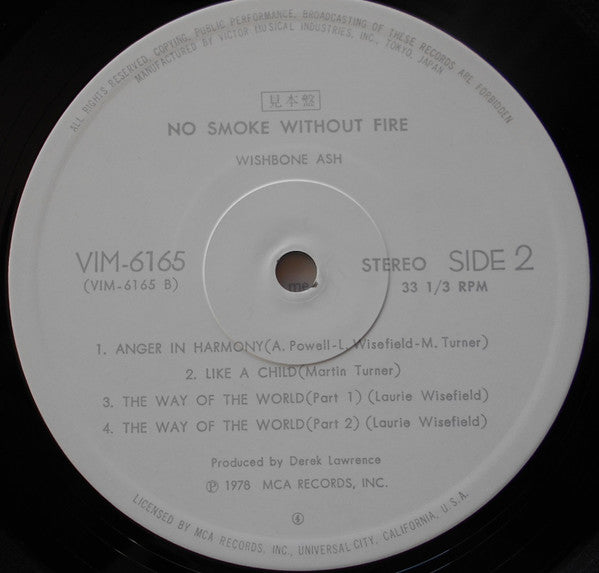 ALL RIGHTS RESERVED, COPYING, PUBLIC PERFORMANCE, BROADCASTING OF THESE RECORDS ARE FORBIDDEN
MANUFACTURED BY VICTOR MUSICAL INDUSTRIES, INC., TOKYO, JAPAN
見本盤
NO SMOKE WITHOUT FIRE
WISHBONE ASH
VIM-6165
(VIM-6165 B)
STEREO SIDE 2
33 1/3 RPM
me
1. ANGER IN HARMONY(A. Powell-L. Wisefield-M. Turner)
2. LIKE A CHILD(Martin Turner)
3. THE WAY OF THE WORLD(Part 1) (Laurie Wisefield)
4. THE WAY OF THE WORLD(Part 2) (Laurie Wisefield)
Produced by Derek Lawrence
Ⓟ 1978 MCA RECORDS, INC.
④
LICENSED BY MCA RECORDS, INC., UNIVERSAL CITY, CALIFORNIA, U.S.A.